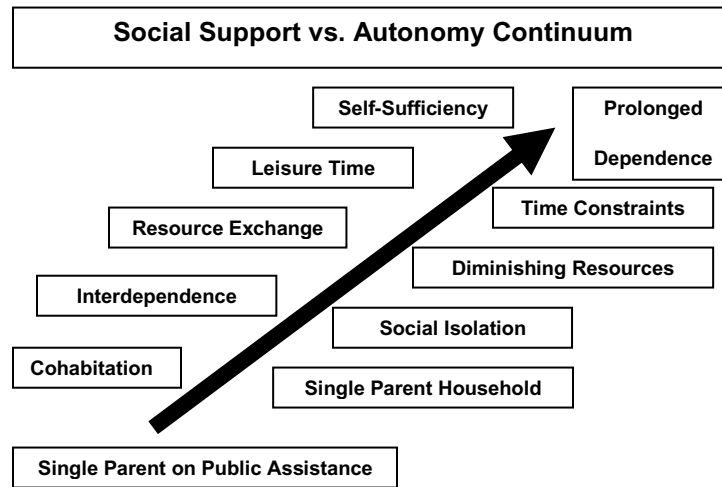 Social Support vs. Autonomy Continuum
Self-Sufficiency
Prolonged
Dependence
Leisure Time
Time Constraints
Resource Exchange
Diminishing Resources
Interdependence
Social Isolation
Cohabitation
Single Parent Household
Single Parent on Public Assistance